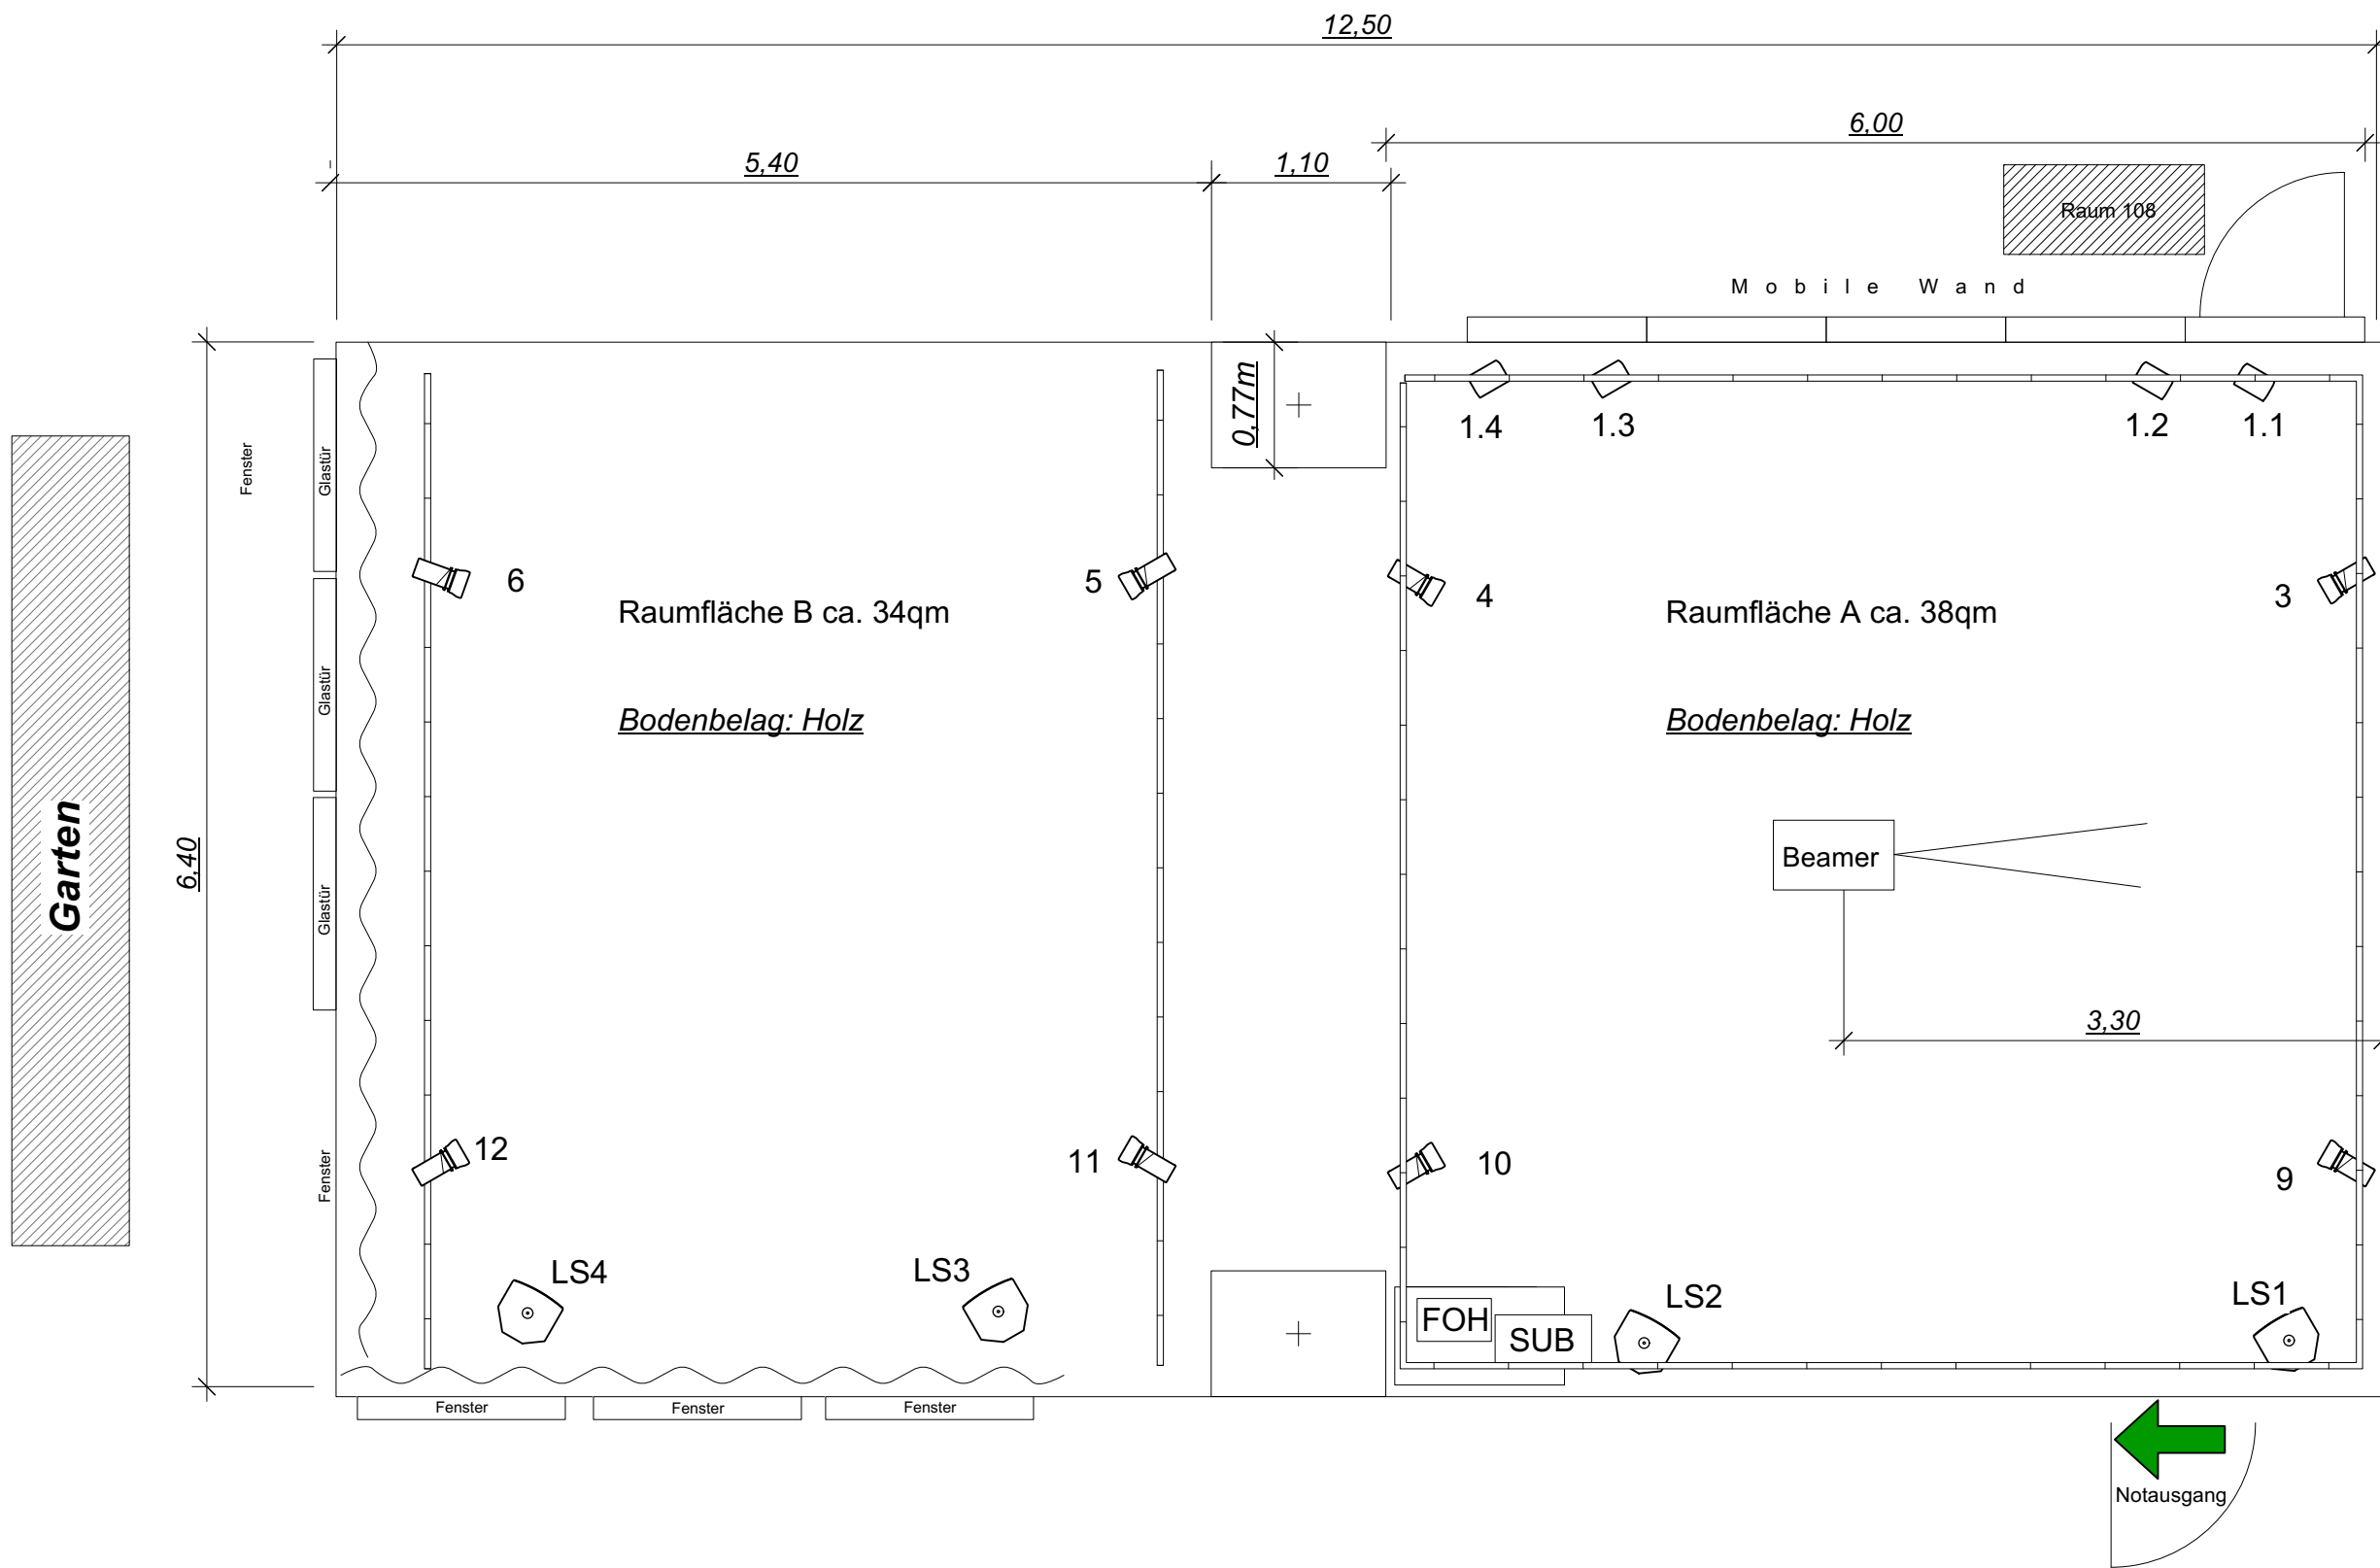 12,50
6,00
5,40
1,10
Raum 108
Mobile Wand
0,77m
1.4
1.3
1.2
1.1
Fenster
Glastür
6
5
4
3
Raumfläche B ca. 34qm
Raumfläche A ca. 38qm
Glastür
Bodenbelag: Holz
Bodenbelag: Holz
Garten
6,40
Glastür
Beamer
3,30
Fenster
12
11
10
9
LS4
LS3
LS2
LS1
FOH
SUB
Fenster
Fenster
Fenster
Notausgang